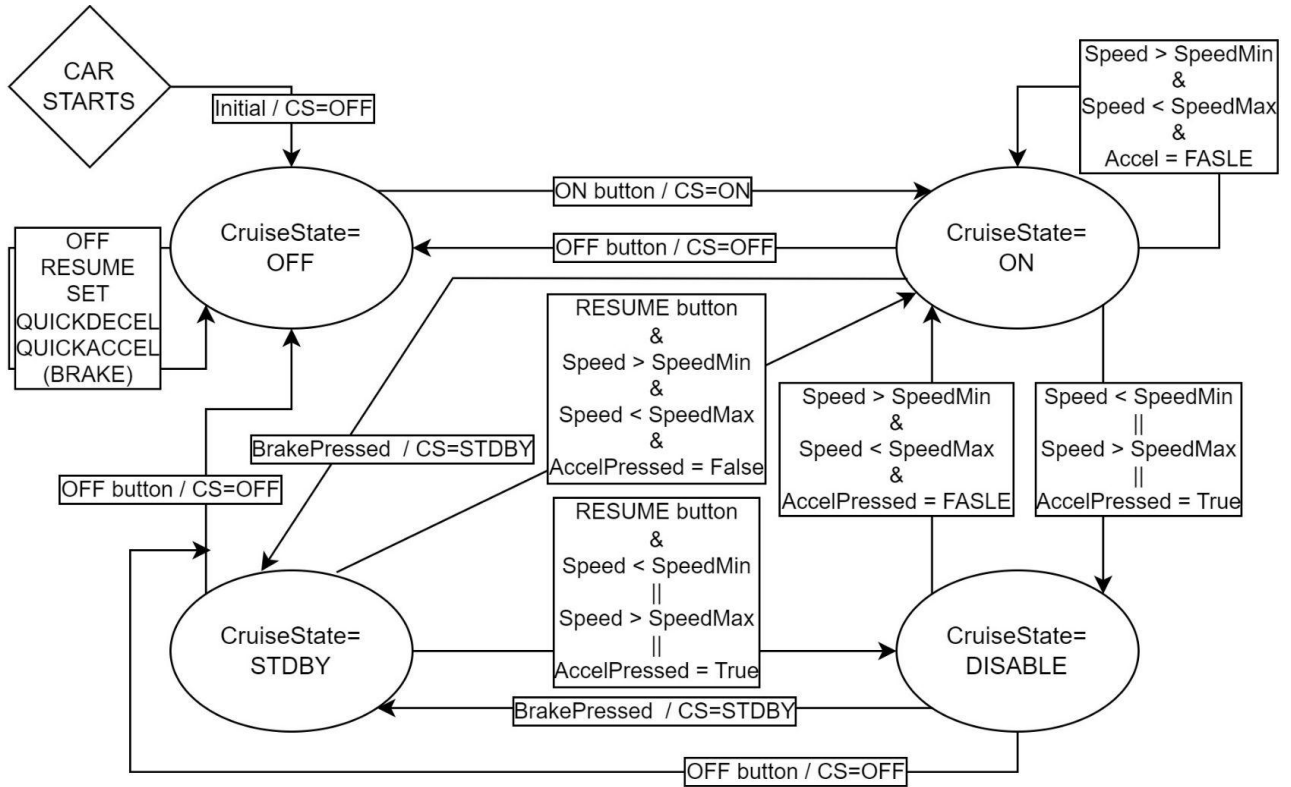 CAR
STARTS
Initial / CS=OFF
Speed > SpeedMin
&
Speed < SpeedMax
&
Accel = FASLE
CruiseState=
OFF
ON button / CS=ON
OFF button / CS=OFF
CruiseState=
ON
OFF
RESUME
SET
QUICKDECEL
QUICKACCEL
(BRAKE)
RESUME button
&
Speed > SpeedMin
&
Speed < SpeedMax
&
AccelPressed = False
Speed > SpeedMin
&
Speed < SpeedMax
&
AccelPressed = FASLE
Speed < SpeedMin
||
Speed > SpeedMax
||
AccelPressed = True
BrakePressed / CS=STDBY
OFF button / CS=OFF
RESUME button
&
Speed < SpeedMin
||
Speed > SpeedMax
||
AccelPressed = True
CruiseState=
STDBY
CruiseState=
DISABLE
BrakePressed / CS=STDBY
OFF button / CS=OFF